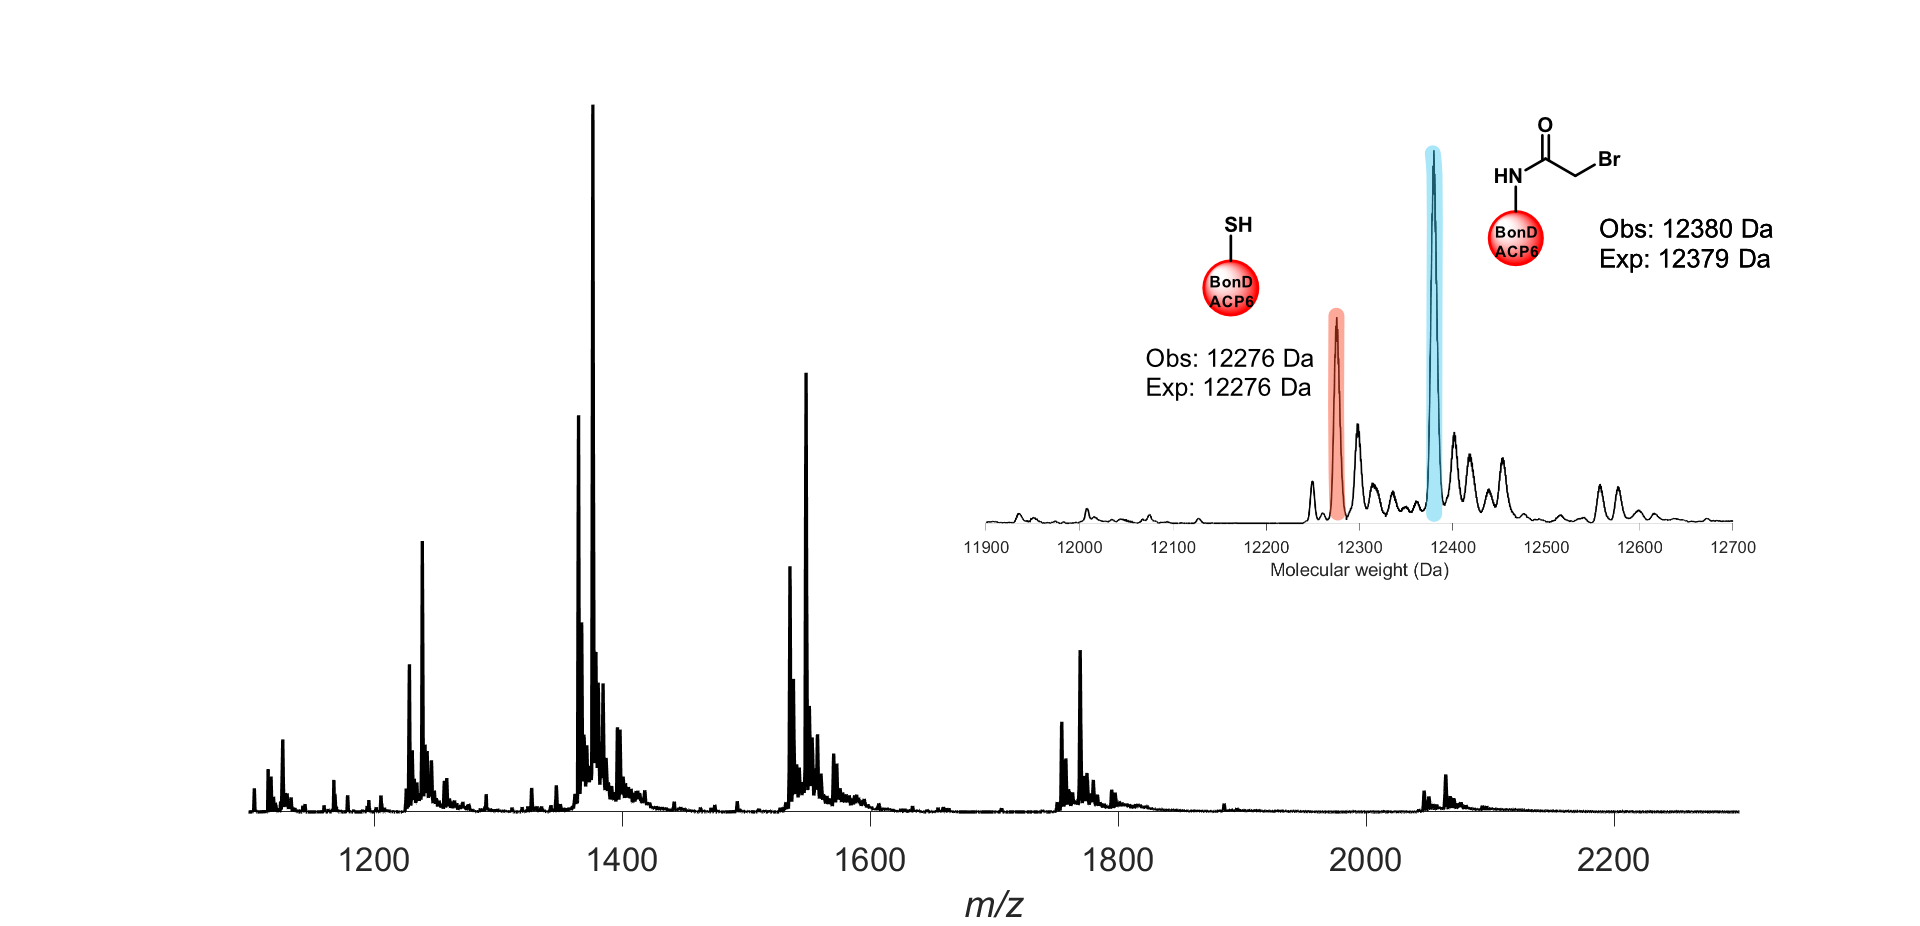 O
Br
HN
BonD
ACP6
Obs: 12380 Da
Exp: 12379 Da
SH
BonD
ACP6
Obs: 12276 Da
Exp: 12276 Da
11900 12000 12100 12200 12300 12400 12500 12600 12700
Molecular weight (Da)
1200 1400 1600 1800 2000 2200
m/z